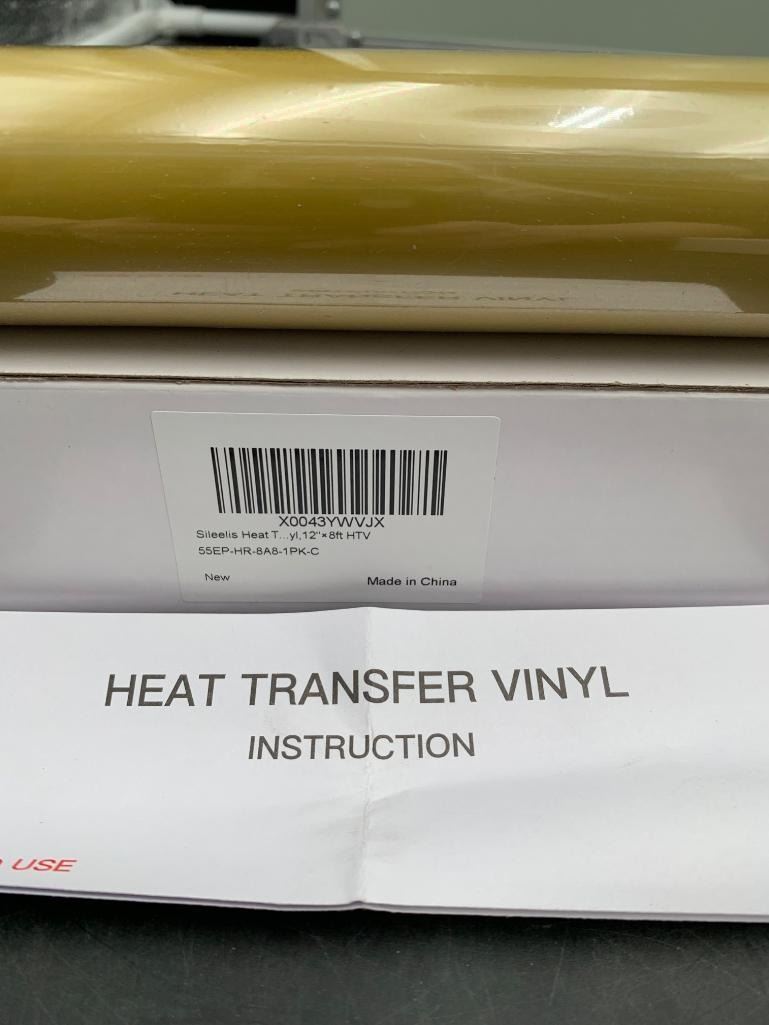 X0043YWVJX
Sileelis Heat T...yl,12"×8ft HTV
55EP-HR-8A8-1PK-C
New Made in China
HEAT TRANSFER VINYL
INSTRUCTION
USE